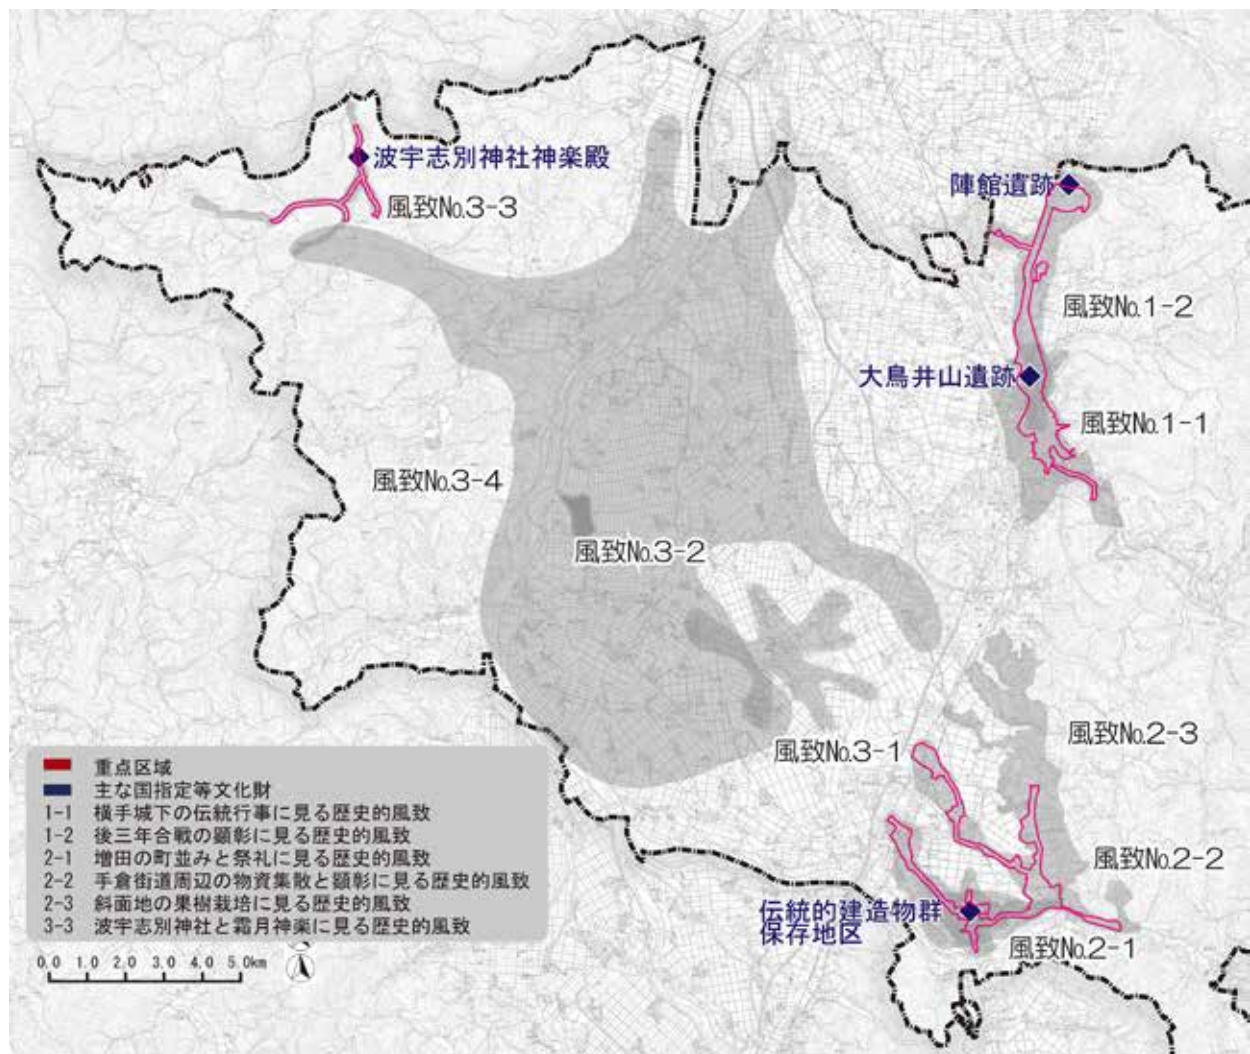 波宇志別神社神楽殿
風致No.3-3
陣館遺跡
風致No.1-2
大鳥井山遺跡
風致No.1-1
風致No.3-4
風致No.3-2
風致No.3-1
風致No.2-3
風致No.2-2
伝統的建造物群
保存地区
風致No.2-1
重点区域
主な国指定等文化財
1-1 横手城下の伝統行事に見る歴史的風致
1-2 後三年合戦の顕彰に見る歴史的風致
2-1 増田の町並みと祭礼に見る歴史的風致
2-2 手倉街道周辺の物資集散と顕彰に見る歴史的風致
2-3 斜面地の果樹栽培に見る歴史的風致
3-3 波宇志別神社と霜月神楽に見る歴史的風致
0.0 1.0 2.0 3.0 4.0 5.0km